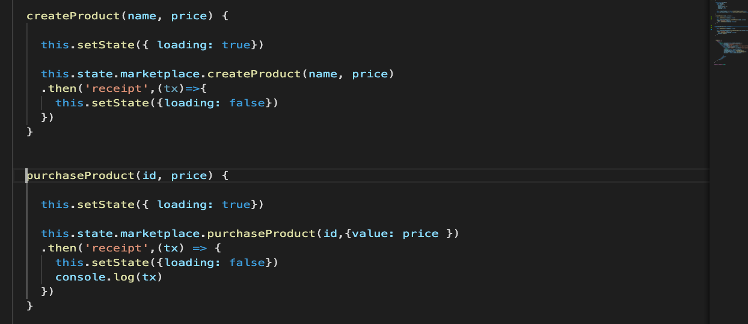 createProduct(name, price) {
this.setState({ loading: true})
this.state.marketplace.createProduct(name, price)
.then('receipt',(tx)=>{
this.setState({loading: false})
})
}
purchaseProduct(id, price) {
this.setState({ loading: true})
this.state.marketplace.purchaseProduct(id,{value: price })
.then('receipt',(tx) => {
this.setState({loading: false})
console.log(tx)
})
}